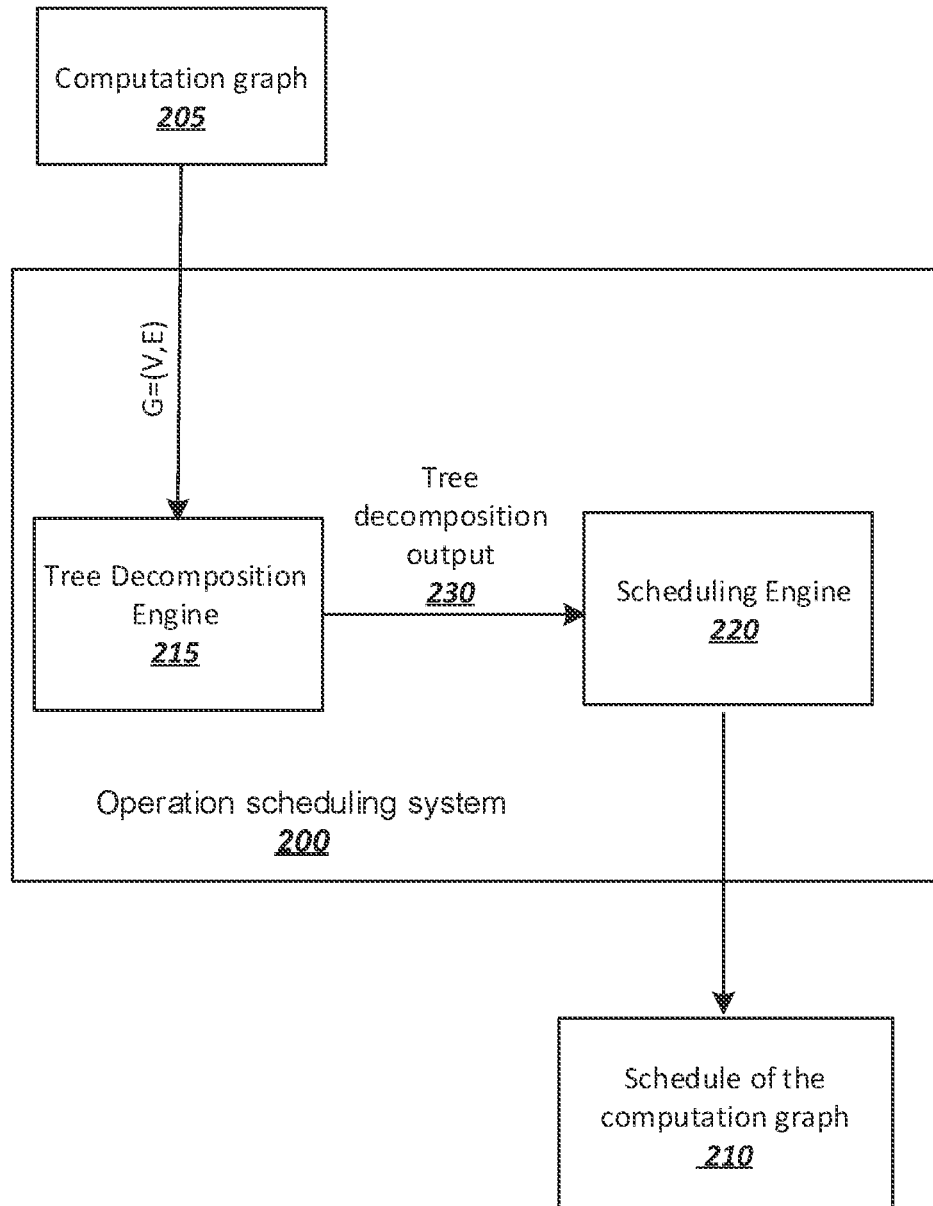 Computation graph
205
G=(V,E)
Tree
decomposition
output
230
Tree Decomposition
Engine
215
Scheduling Engine
220
Operation scheduling system
200
Schedule of the
computation graph
210